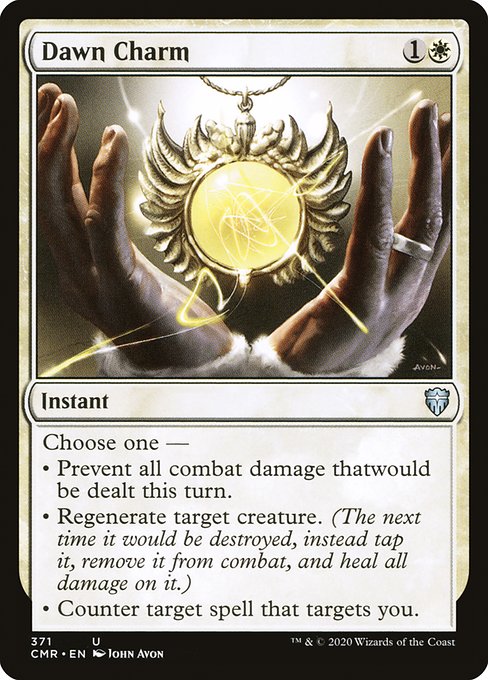 Dawn Charm 1
AVON-
Instant
Choose one —
• Prevent all combat damage thatwould
be dealt this turn.
• Regenerate target creature. (The next
time it would be destroyed, instead tap
it, remove it from combat, and heal all
damage on it.)
• Counter target spell that targets you.
371 U
CMR • EN John Avon
™ & © 2020 Wizards of the Coast